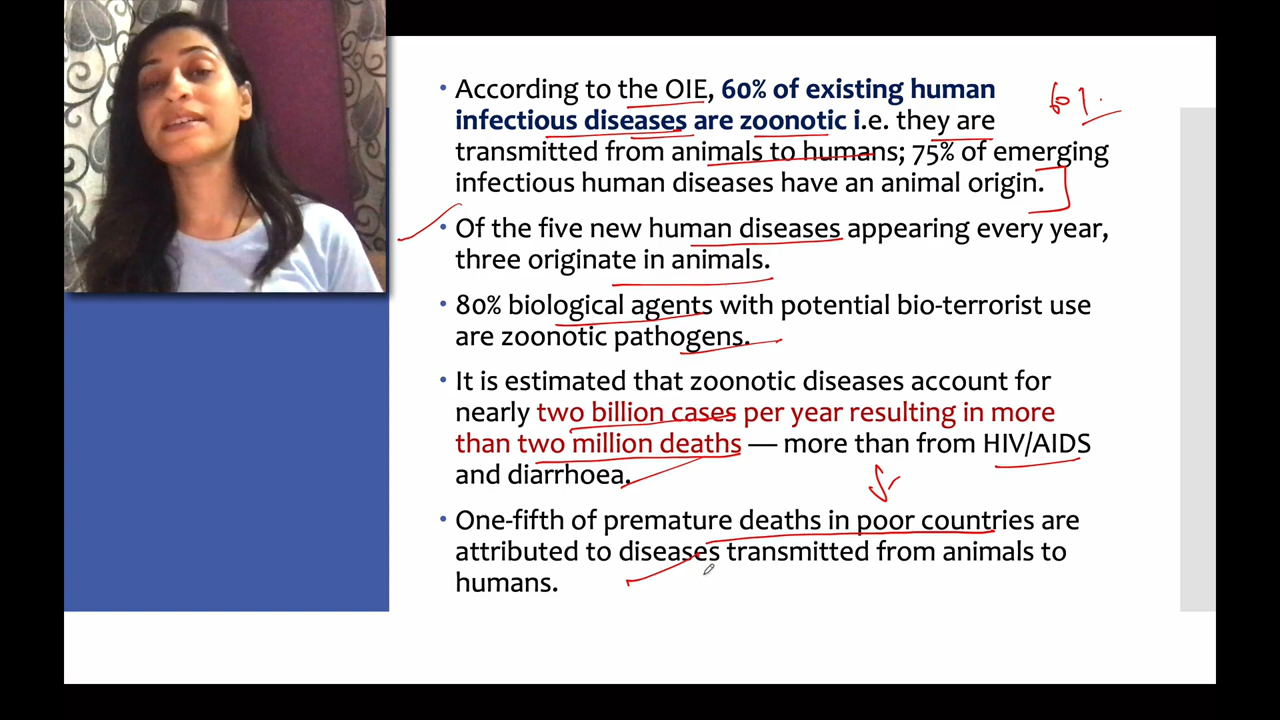 • According to the OIE, 60% of existing human
infectious diseases are zoonotic i.e. they are
transmitted from animals to humans; 75% of emerging
infectious human diseases have an animal origin.
• Of the five new human diseases appearing every year,
three originate in animals.
• 80% biological agents with potential bio-terrorist use
are zoonotic pathogens.
• It is estimated that zoonotic diseases account for
nearly two billion cases per year resulting in more
than two million deaths — more than from HIV/AIDS
and diarrhoea.
• One-fifth of premature deaths in poor countries are
attributed to diseases transmitted from animals to
humans.